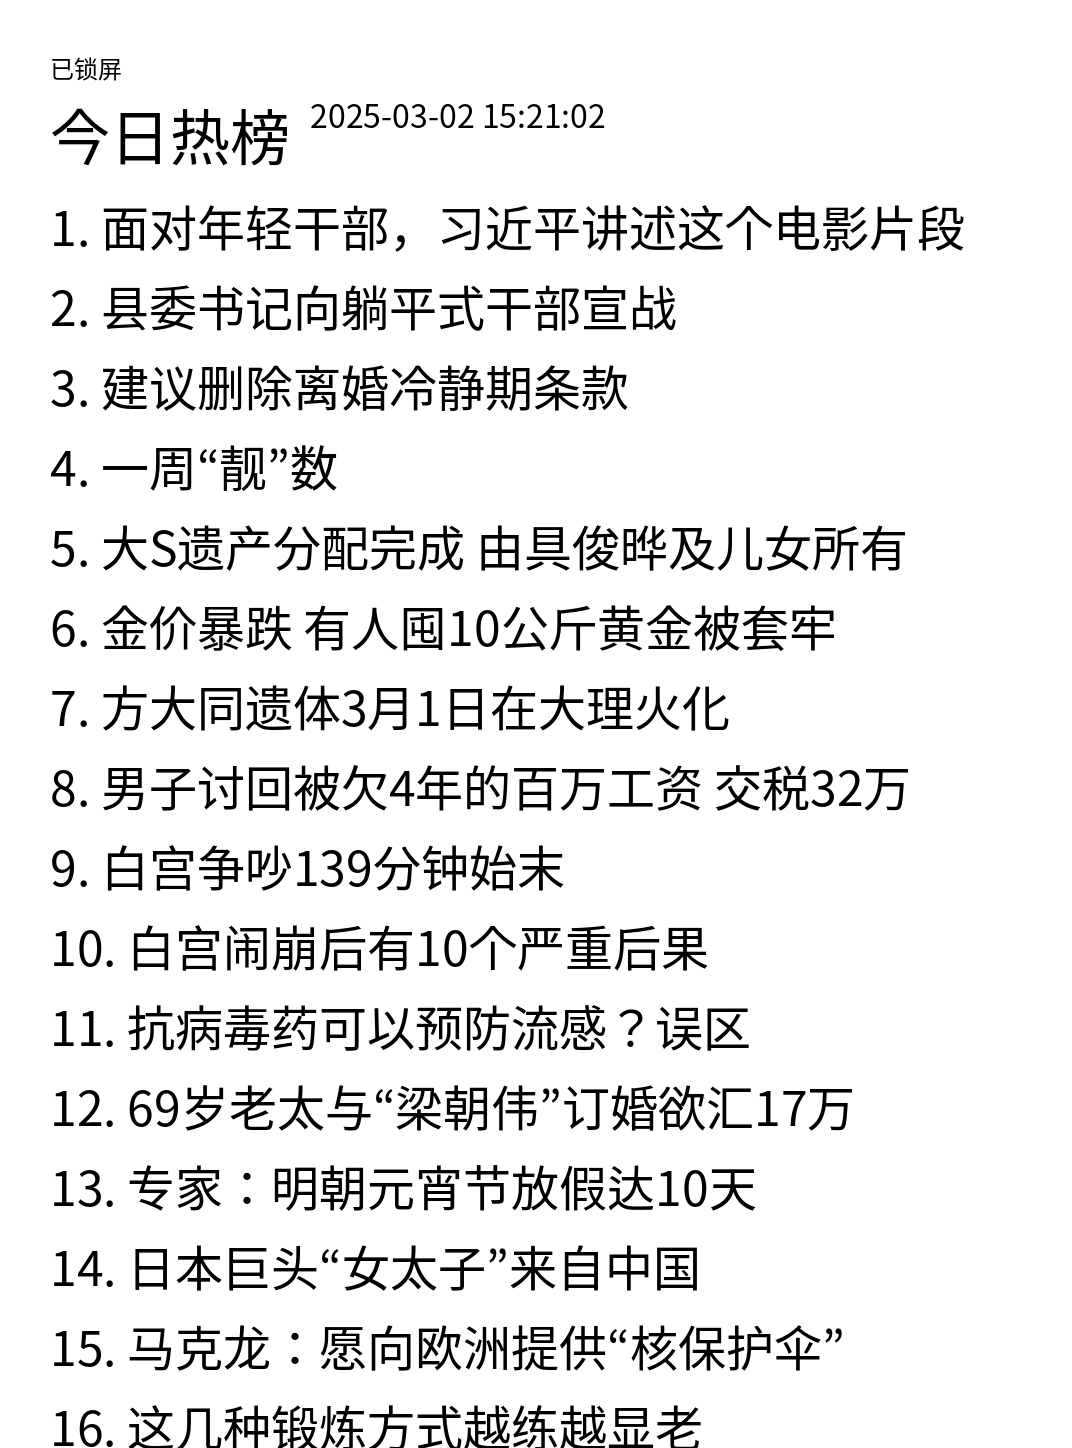 已锁屏
今日热榜 2025-03-02 15:21:02
1. 面对年轻干部，习近平讲述这个电影片段
2. 县委书记向躺平式干部宣战
3. 建议删除离婚冷静期条款
4. 一周“靓”数
5. 大S遗产分配完成 由具俊晔及儿女所有
6. 金价暴跌 有人囤10公斤黄金被套牢
7. 方大同遗体3月1日在大理火化
8. 男子讨回被欠4年的百万工资 交税32万
9. 白宫争吵139分钟始末
10. 白宫闹崩后有10个严重后果
11. 抗病毒药可以预防流感？误区
12. 69岁老太与“梁朝伟”订婚欲汇17万
13. 专家：明朝元宵节放假达10天
14. 日本巨头“女太子”来自中国
15. 马克龙：愿向欧洲提供“核保护伞”
16. 这几种锻炼方式越练越显老